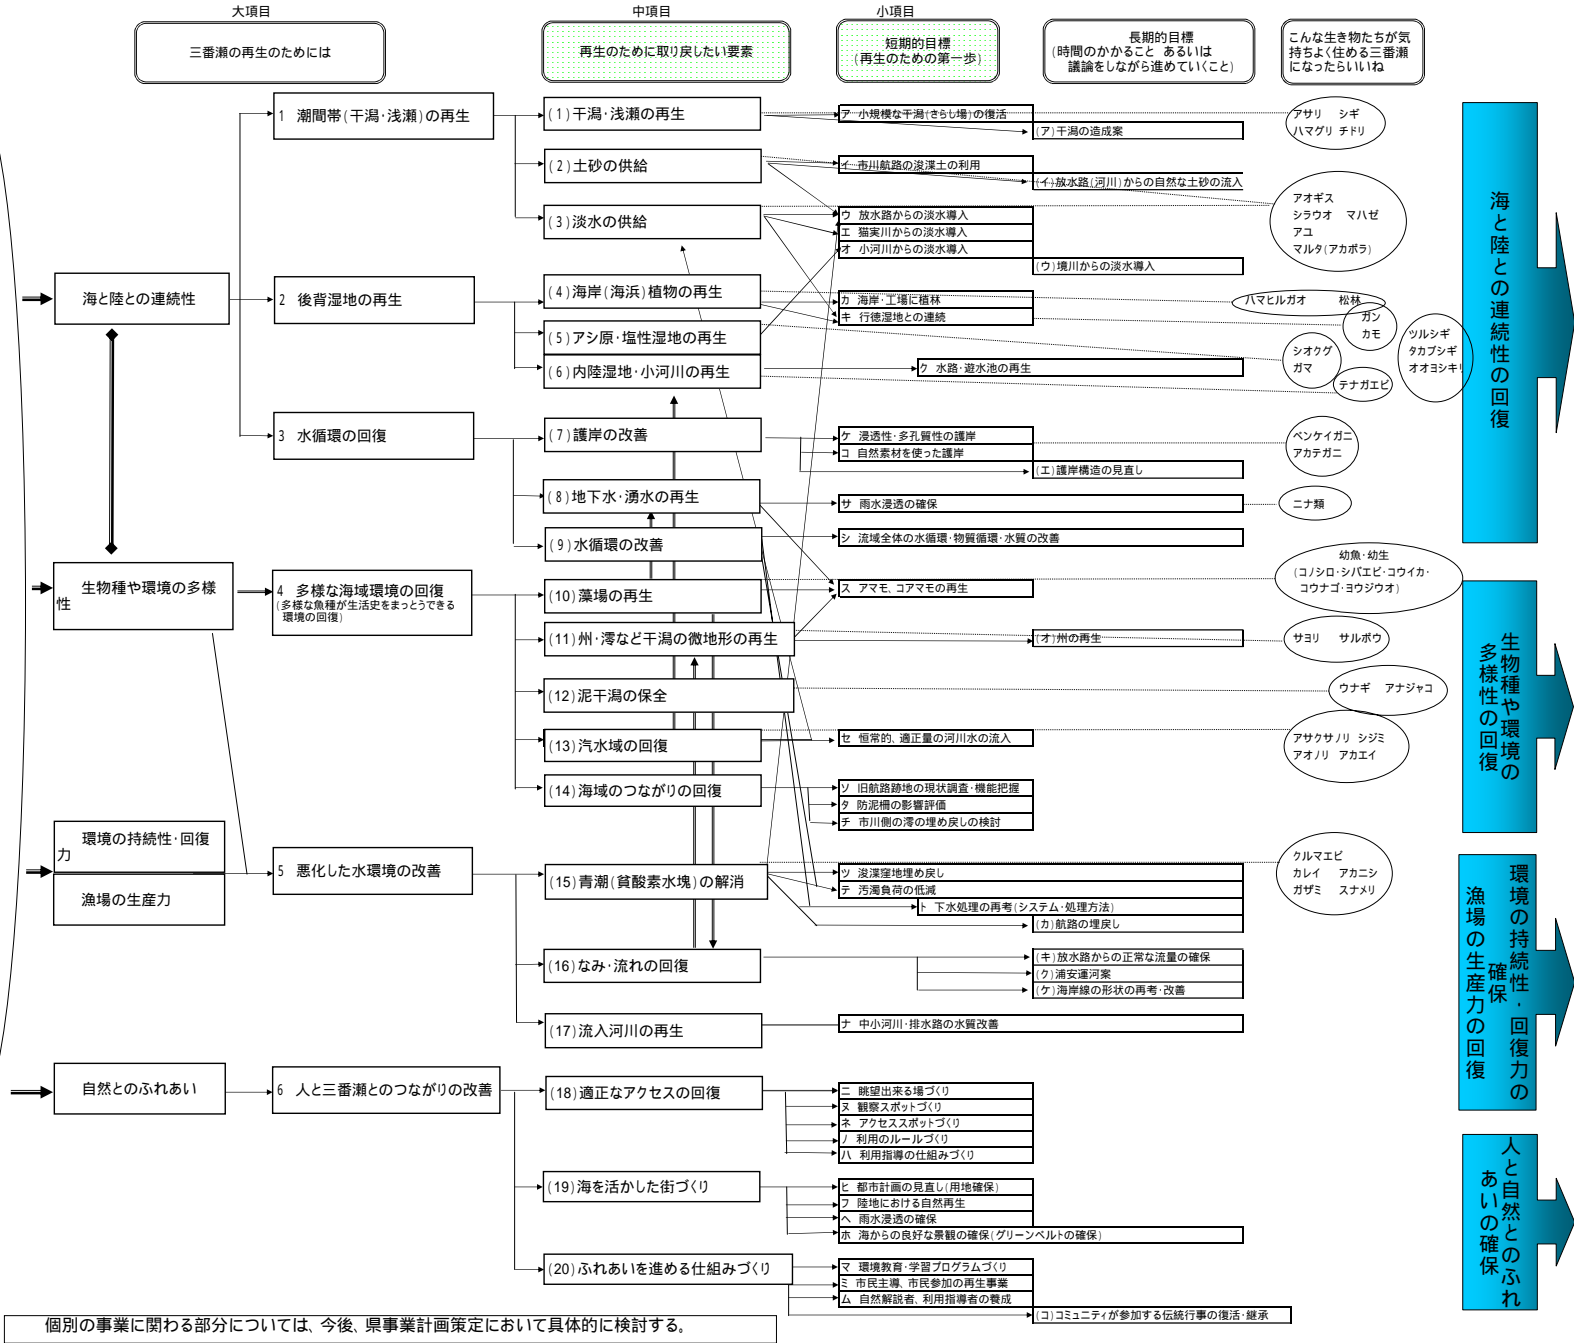 大項目
中項目
小項目
三番瀬の再生のためには
再生のために取り戻したい要素
短期的目標
(再生のための第一歩)
長期的目標
(時間のかかること あるいは
議論をしながら進めていくこと)
こんな生き物たちが気
持ちよく住める三番瀬
になったらいいね
海と陸との連続性
生物種や環境の多様
性
環境の持続性・回復
力
漁場の生産力
自然とのふれあい
1 潮間帯(干潟・浅瀬)の再生
2 後背湿地の再生
3 水循環の回復
4 多様な海域環境の回復
(多様な魚種が生活史をまっとうできる
環境の回復)
5 悪化した水環境の改善
6 人と三番瀬とのつながりの改善
(1)干潟・浅瀬の再生
(2)土砂の供給
(3)淡水の供給
(4)海岸(海浜)植物の再生
(5)アシ原・塩性湿地の再生
(6)内陸湿地・小河川の再生
(7)護岸の改善
(8)地下水・湧水の再生
(9)水循環の改善
(10)藻場の再生
(11)州・澪など干潟の微地形の再生
(12)泥干潟の保全
(13)汽水域の回復
(14)海域のつながりの回復
(15)青潮(貧酸素水塊)の解消
(16)なみ・流れの回復
(17)流入河川の再生
(18)適正なアクセスの回復
(19)海を活かした街づくり
(20)ふれあいを進める仕組みづくり
ア 小規模な干潟(さらし場)の復活
(ア)干潟の造成案
イ 市川航路の浚渫土の利用
(イ)放水路(河川)からの自然な土砂の流入
ウ 放水路からの淡水導入
エ 猫実川からの淡水導入
オ 小河川からの淡水導入
(ウ)境川からの淡水導入
カ 海岸・工場に植林
キ 行徳湿地との連続
ク 水路・遊水池の再生
ケ 浸透性・多孔質性の護岸
コ 自然素材を使った護岸
(エ)護岸構造の見直し
サ 雨水浸透の確保
シ 流域全体の水循環・物質循環・水質の改善
ス アマモ、コアマモの再生
(オ)州の再生
セ 恒常的、適正量の河川水の流入
ソ 旧航路跡地の現状調査・機能把握
タ 防泥柵の影響評価
チ 市川側の澪の埋め戻しの検討
ツ 浚渫窪地埋め戻し
テ 汚濁負荷の低減
ト 下水処理の再考(システム・処理方法)
(カ)航路の埋戻し
(キ)放水路からの正常な流量の確保
(ク)浦安運河案
(ケ)海岸線の形状の再考・改善
ナ 中小河川・排水路の水質改善
ニ 眺望出来る場づくり
ヌ 観察スポットづくり
ネ アクセススポットづくり
ノ 利用のルールづくり
ハ 利用指導の仕組みづくり
ヒ 都市計画の見直し(用地確保)
フ 陸地における自然再生
ヘ 雨水浸透の確保
ホ 海からの良好な景観の確保(グリーンベルトの確保)
マ 環境教育・学習プログラムづくり
ミ 市民主導、市民参加の再生事業
ム 自然解説者、利用指導者の養成
(コ)コミュニティが参加する伝統行事の復活・継承
アサリ シギ
ハマグリ チドリ
アオギス
シラウオ マハゼ
アユ
マルタ(アカボラ)
ハマヒルガオ 松林
ガン
カモ
シオクグ
ガマ
テナガエビ
ツルシギ
タカブシギ
オオヨシキリ
ベンケイガニ
アカテガニ
ニナ類
幼魚・幼生
(コノシロ・シバエビ・コウイカ・
コウナゴ・ヨウジウオ)
サヨリ サルボウ
ウナギ アナジャコ
アサクサノリ シジミ
アオノリ アカエイ
クルマエビ
カレイ アカニシ
ガザミ スナメリ
海と陸との連続性の回復
生物種や環境の
多様性の回復
環境の持続性・回復力の
確保
漁場の生産力の回復
人と自然とのふれ
あいの確保
個別の事業に関わる部分については、今後、県事業計画策定において具体的に検討する。